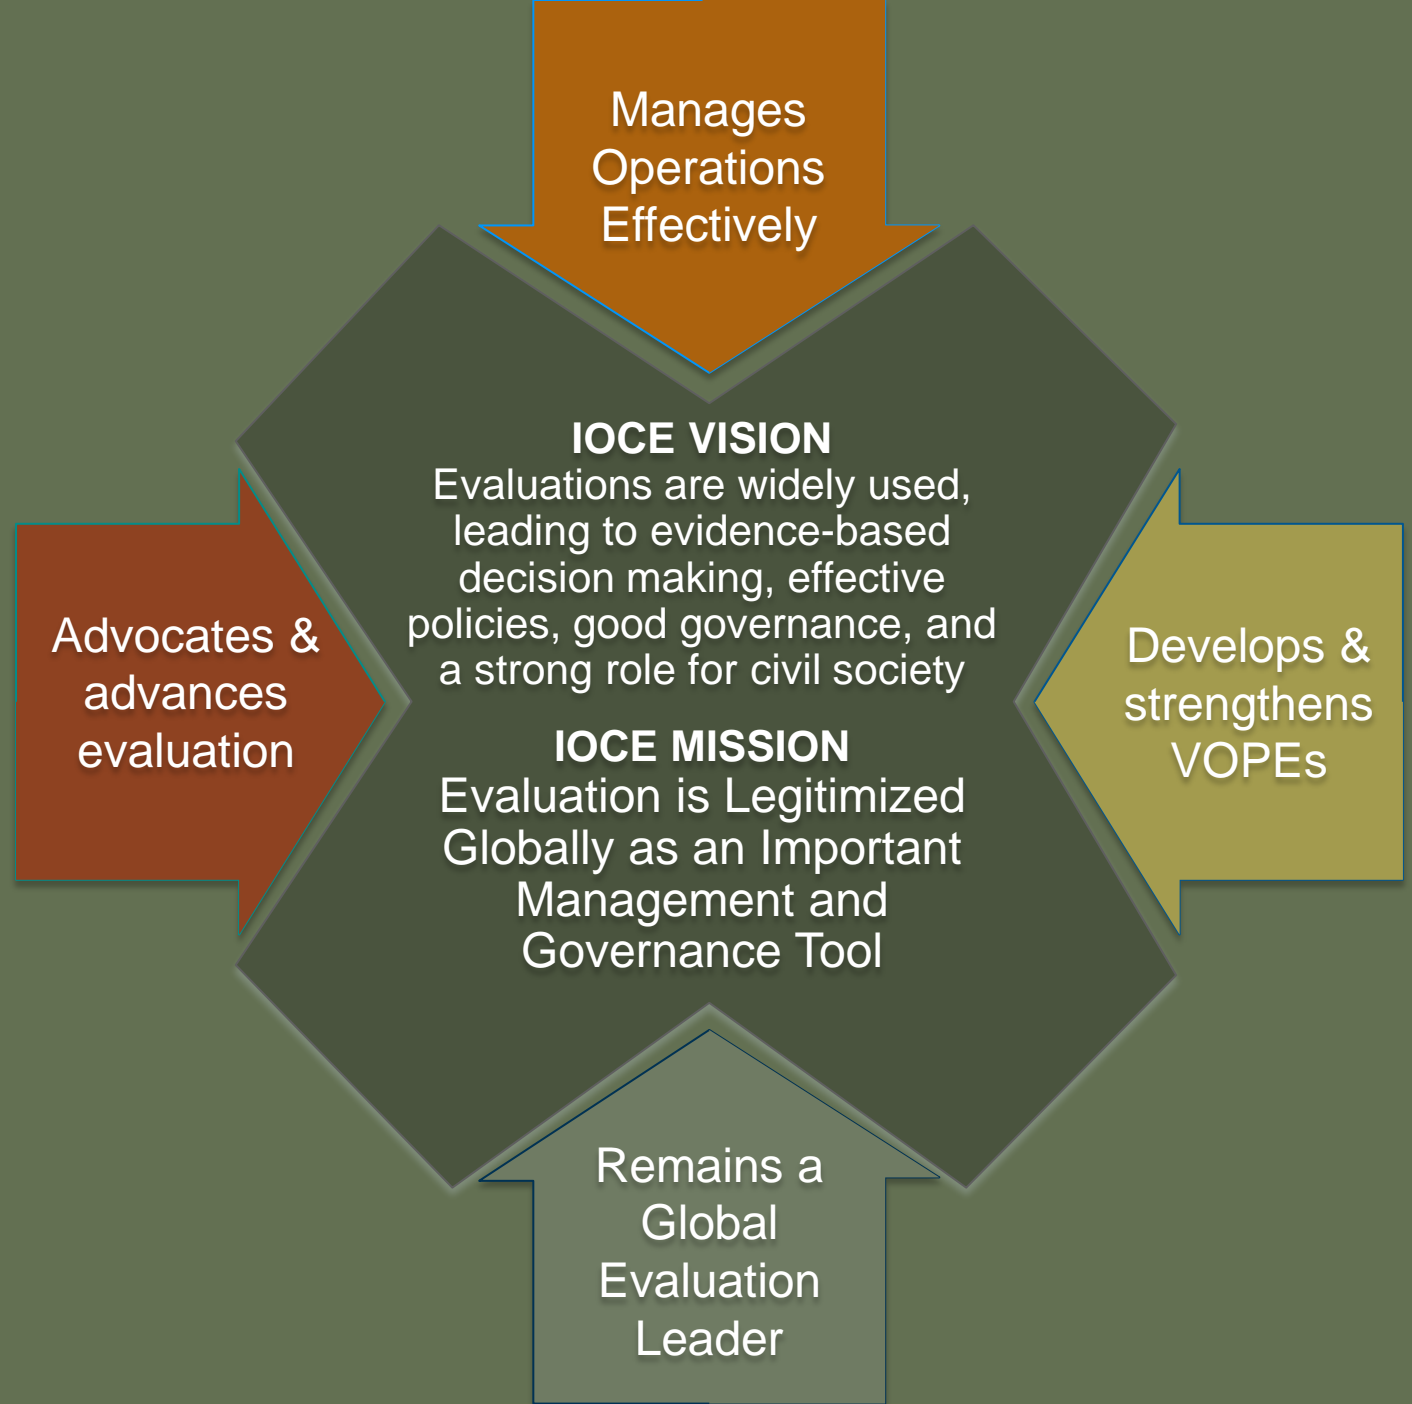 Manages
Operations
Effectively
IOCE VISION
Evaluations are widely used,
leading to evidence-based
decision making, effective
policies, good governance, and
a strong role for civil society
IOCE MISSION
Evaluation is Legitimized
Globally as an Important
Management and
Governance Tool
Advocates &
advances
evaluation
Develops &
strengthens
VOPEs
Remains a
Global
Evaluation
Leader